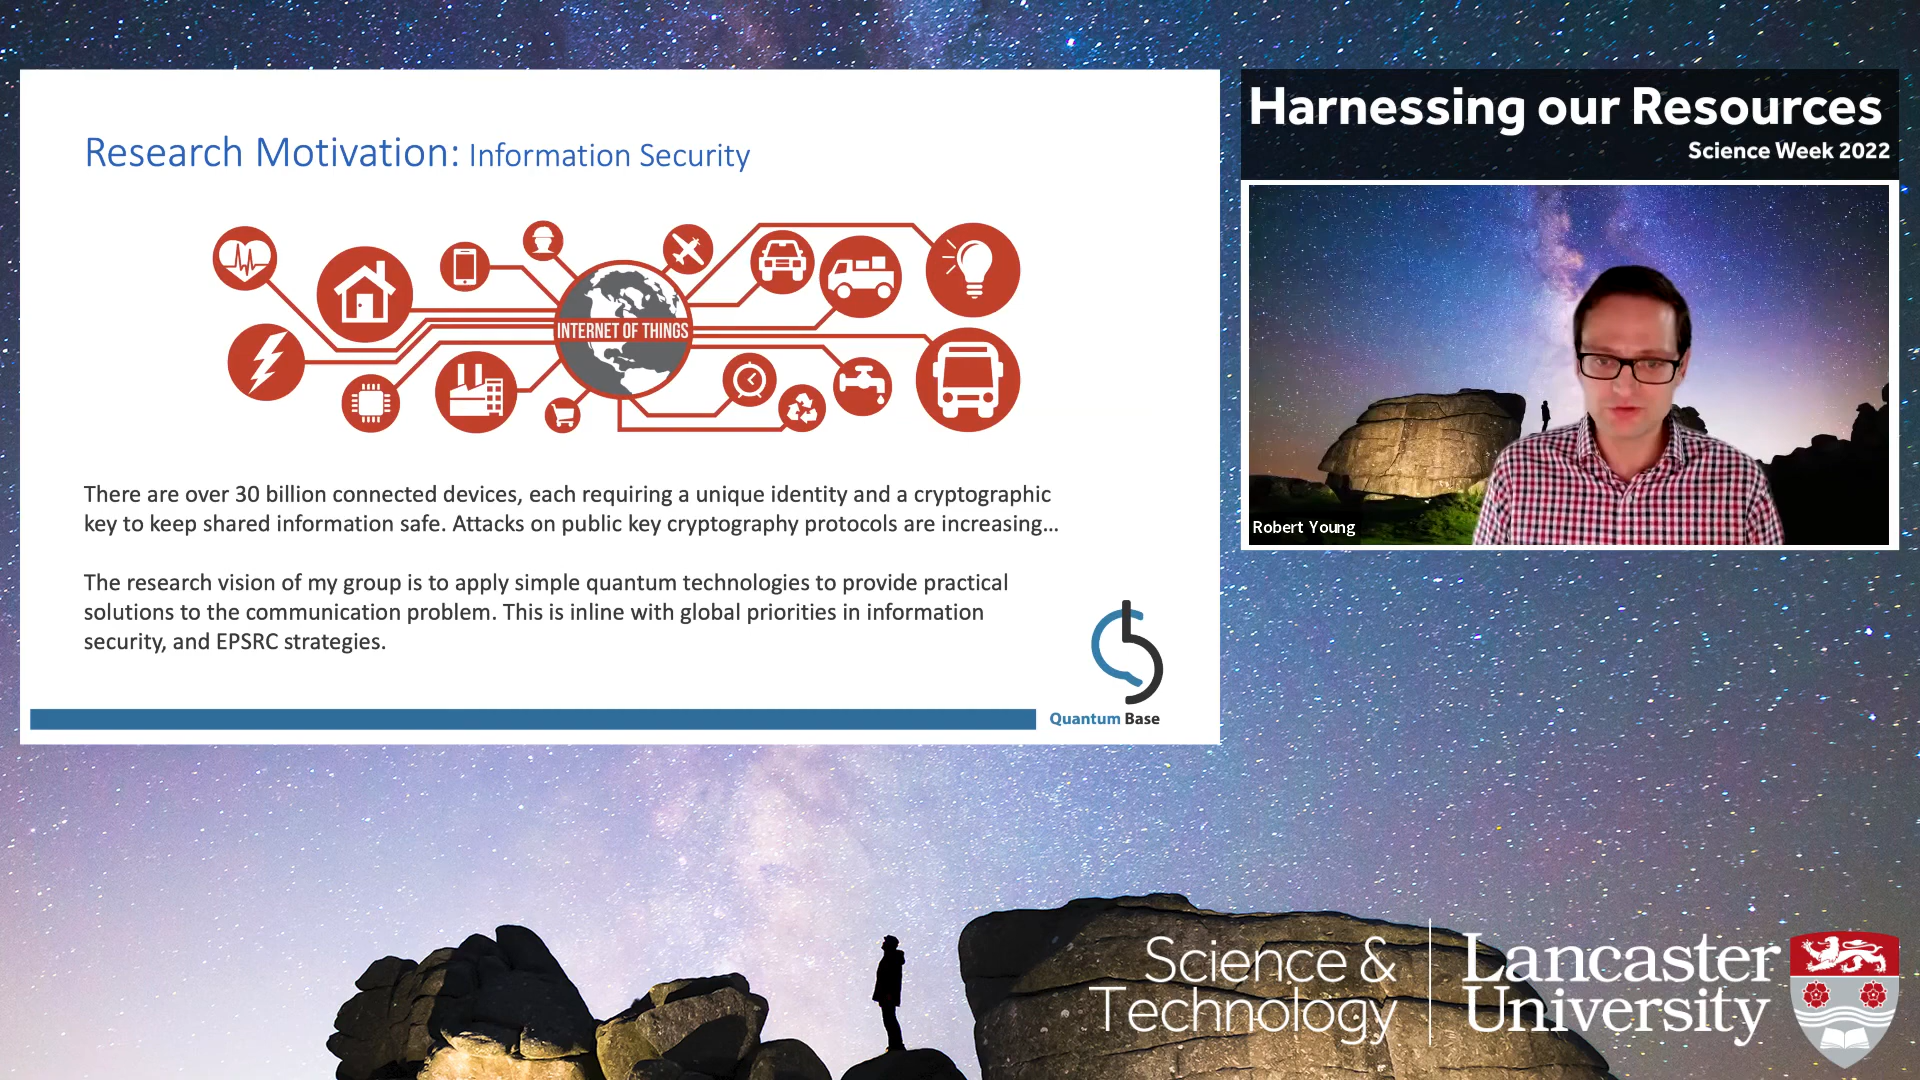 Research Motivation: Information Security
INTERNET OF THINGS
There are over 30 billion connected devices, each requiring a unique identity and a cryptographic
key to keep shared information safe. Attacks on public key cryptography protocols are increasing...
The research vision of my group is to apply simple quantum technologies to provide practical
solutions to the communication problem. This is inline with global priorities in information
security, and EPSRC strategies.
Quantum Base
Harnessing our Resources
Science Week 2022
Robert Young
Science &
Technology
Lancaster
University